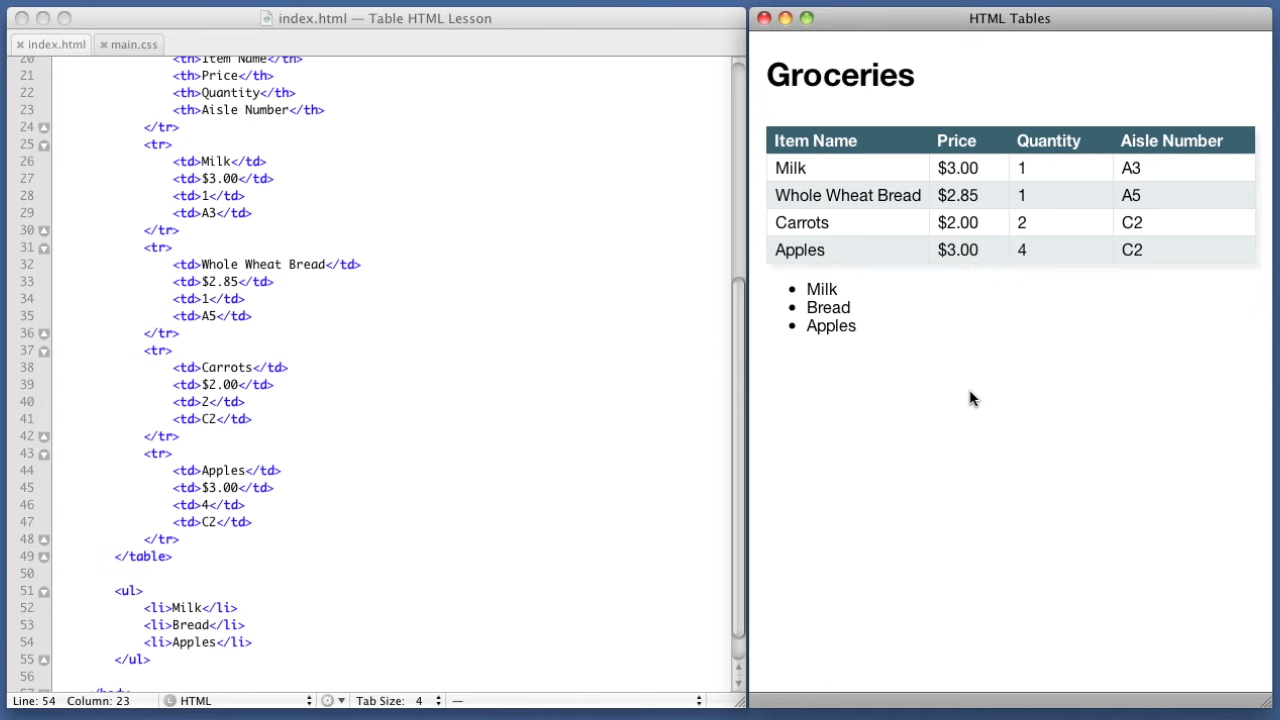 index.html — Table HTML Lesson
index.html
main.css
20 <th>Item Name</th>
21 <th>Price</th>
22 <th>Quantity</th>
23 <th>Aisle Number</th>
24 </tr>
25 <tr>
26 <td>Milk</td>
27 <td>$3.00</td>
28 <td>1</td>
29 <td>A3</td>
30 </tr>
31 <tr>
32 <td>Whole Wheat Bread</td>
33 <td>$2.85</td>
34 <td>1</td>
35 <td>A5</td>
36 </tr>
37 <tr>
38 <td>Carrots</td>
39 <td>$2.00</td>
40 <td>2</td>
41 <td>C2</td>
42 </tr>
43 <tr>
44 <td>Apples</td>
45 <td>$3.00</td>
46 <td>4</td>
47 <td>C2</td>
48 </tr>
49 </table>
50
51 <ul>
52 <li>Milk</li>
53 <li>Bread</li>
54 <li>Apples</li>
55 </ul>
56
57 </body>
Line: 54 Column: 23 L HTML Tab Size: 4 —
HTML Tables
Groceries
Item Name Price Quantity Aisle Number
Milk $3.00 1 A3
Whole Wheat Bread $2.85 1 A5
Carrots $2.00 2 C2
Apples $3.00 4 C2
• Milk
• Bread
• Apples